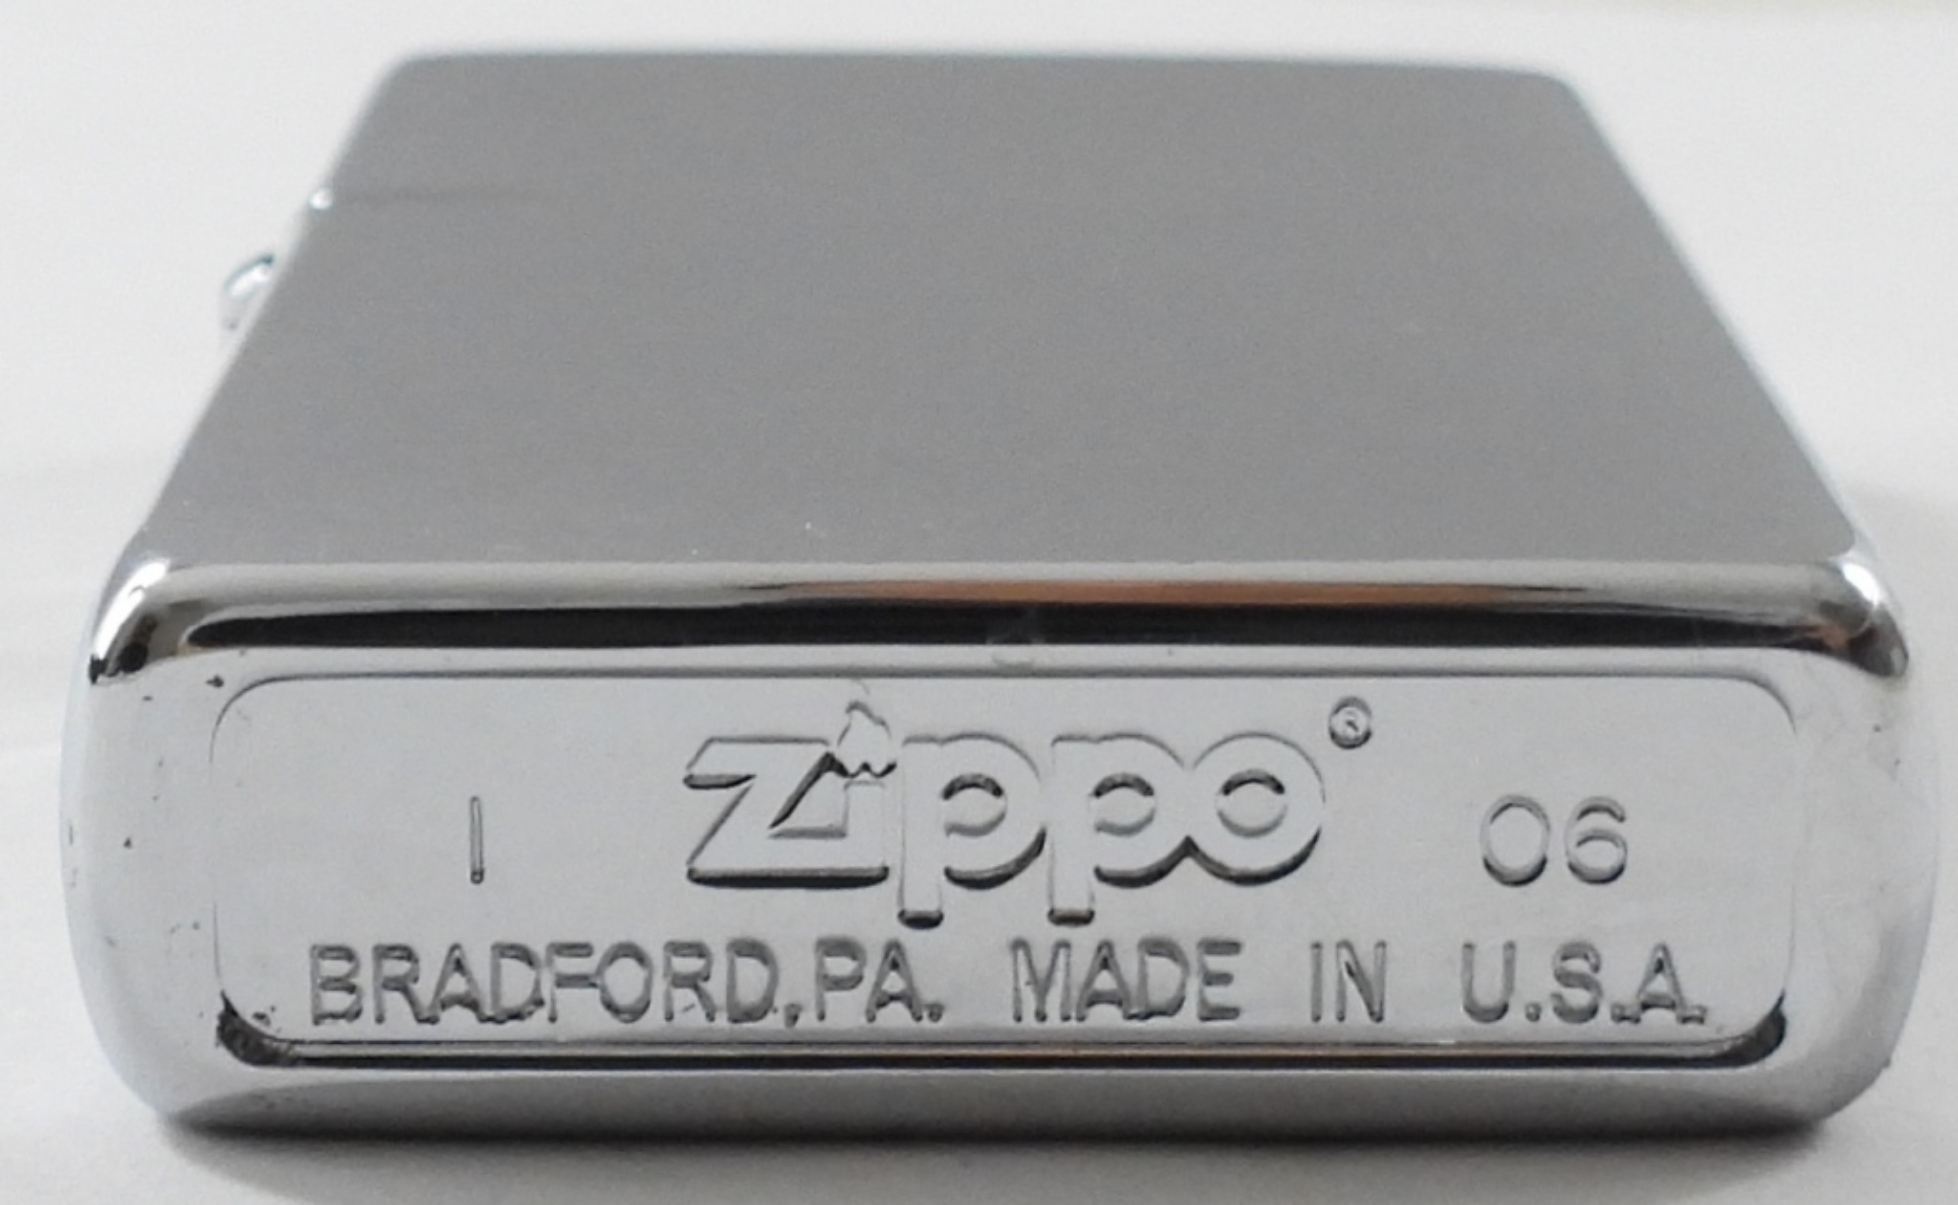 I zippo® 06
BRADFORD,PA. MADE IN U.S.A.